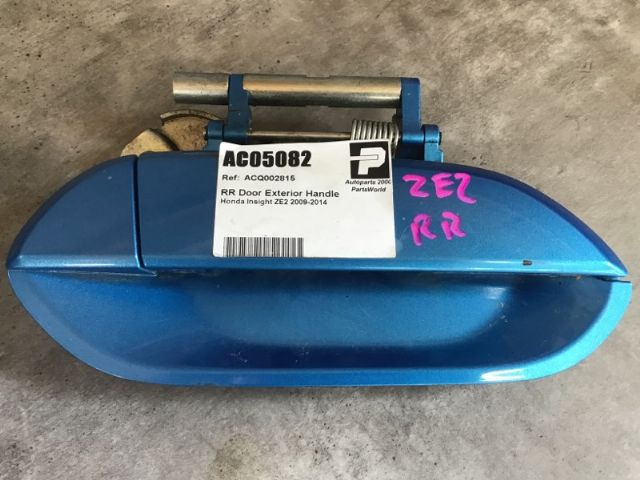 AC05082
Ref: ACQ002815
RR Door Exterior Handle
Honda Insight ZE2 2009-2014
P
Autoparts 2000
PartsWorld
ZE2
RR